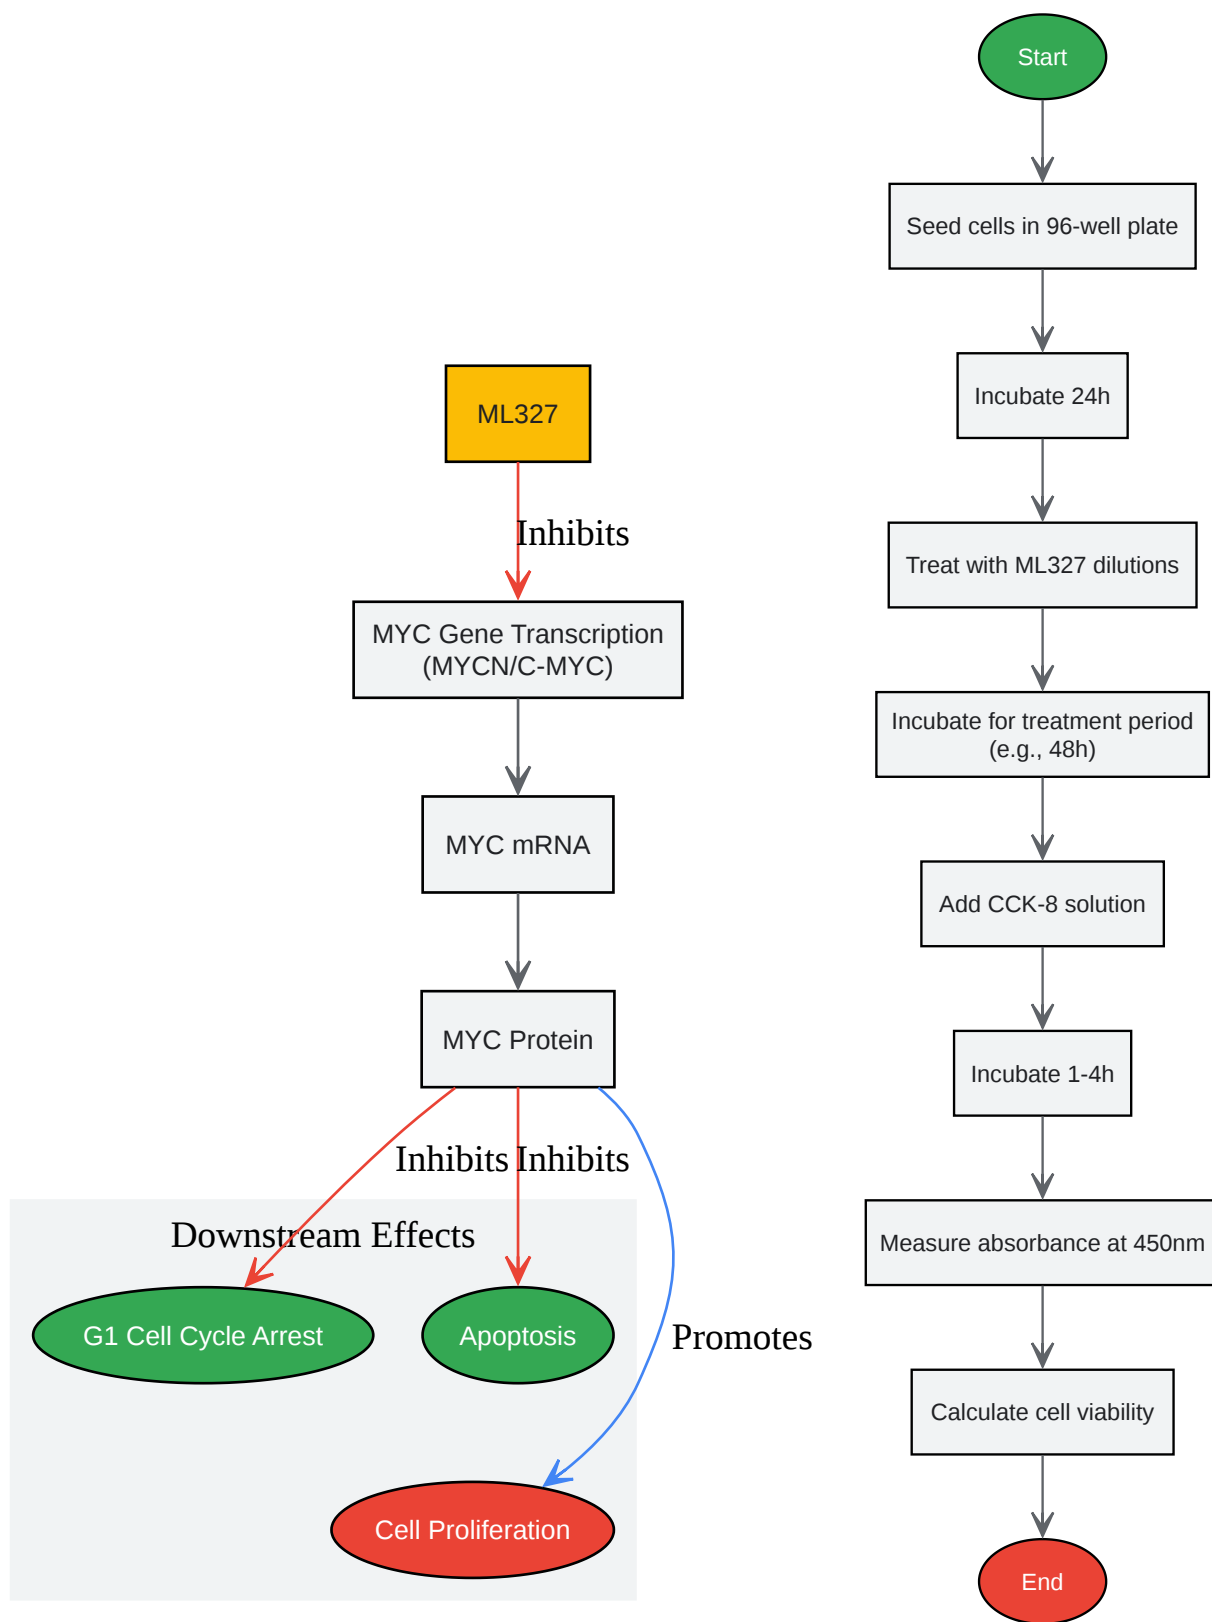 ML327
Inhibits
MYC Gene Transcription
(MYCN/C-MYC)
MYC mRNA
MYC Protein
Inhibits
Inhibits
Downstream Effects
G1 Cell Cycle Arrest
Apoptosis
Promotes
Cell Proliferation
Start
Seed cells in 96-well plate
Incubate 24h
Treat with ML327 dilutions
Incubate for treatment period
(e.g., 48h)
Add CCK-8 solution
Incubate 1-4h
Measure absorbance at 450nm
Calculate cell viability
End